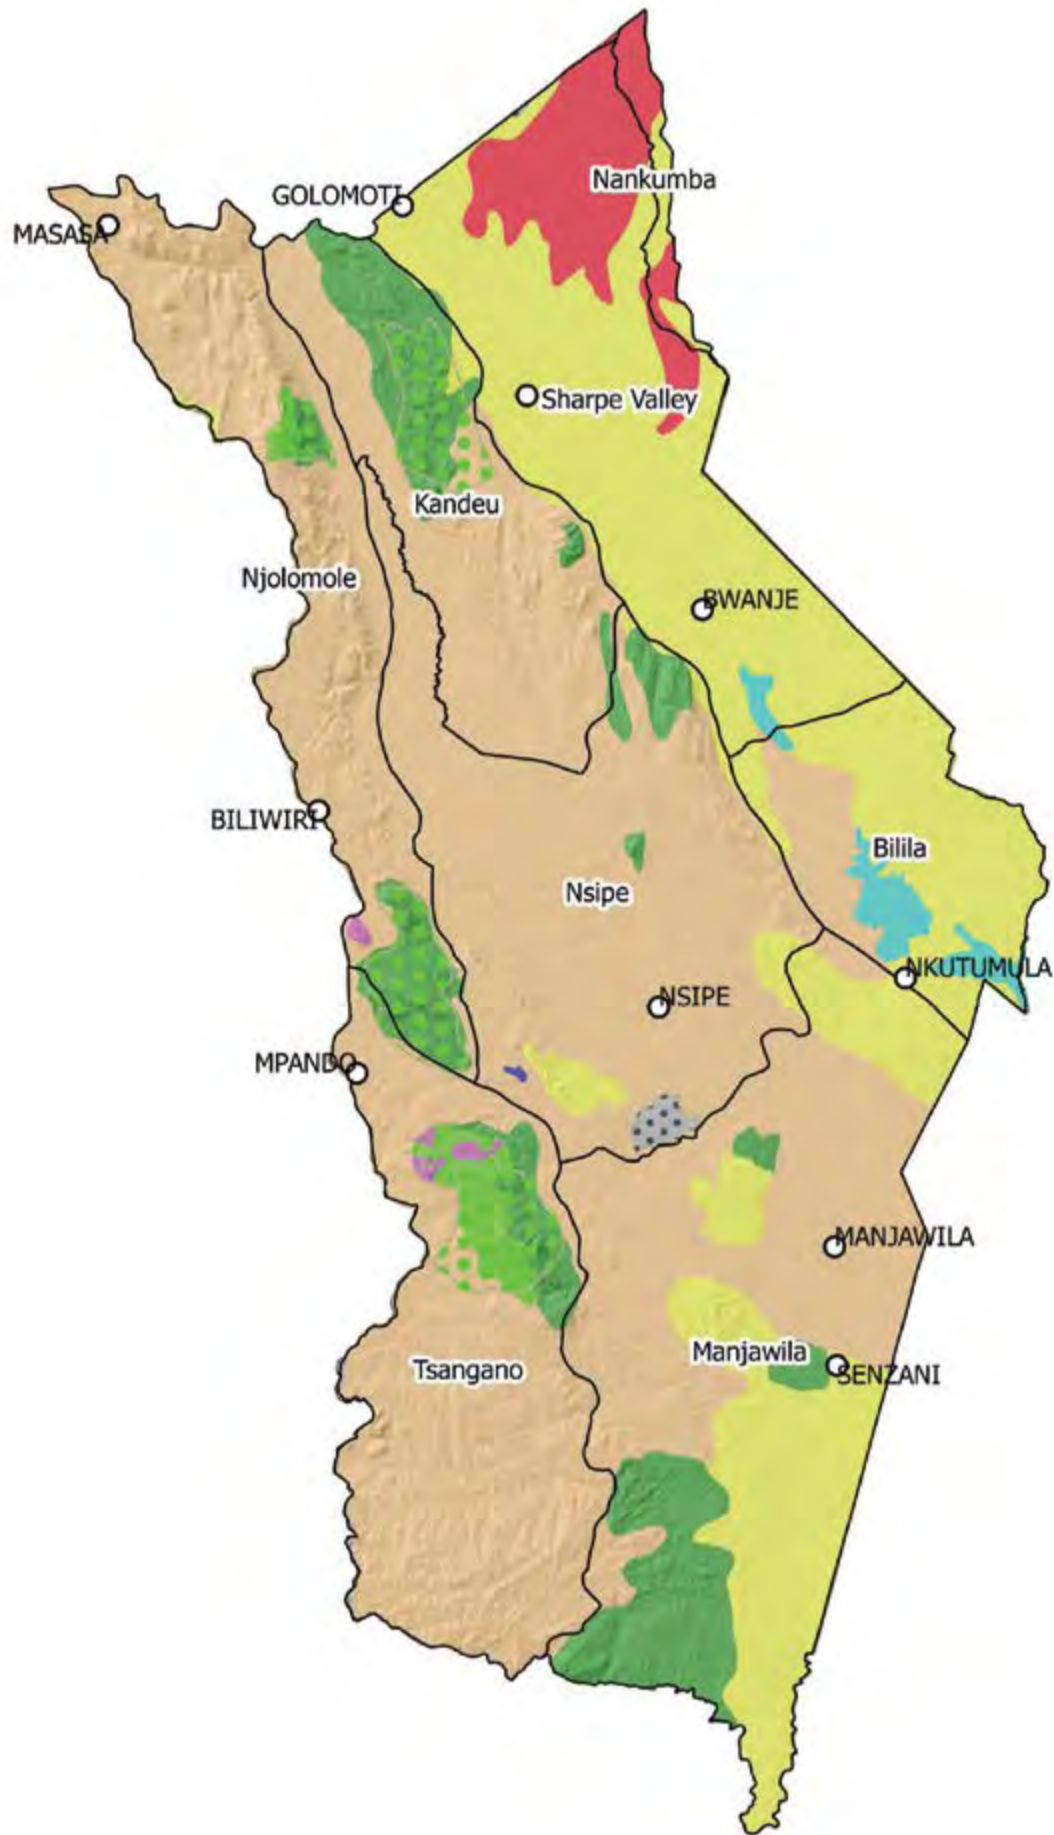 Nankumba
GOLOMOTI
MASASA
Sharpe Valley
Kandeu
Njolomole
BWANJE
BILIWIRI
Bilila
Nsipe
NKUTUMULA
NSIPE
MPANDO
MANJAWILA
Manjawila
Tsangano
SENZANI